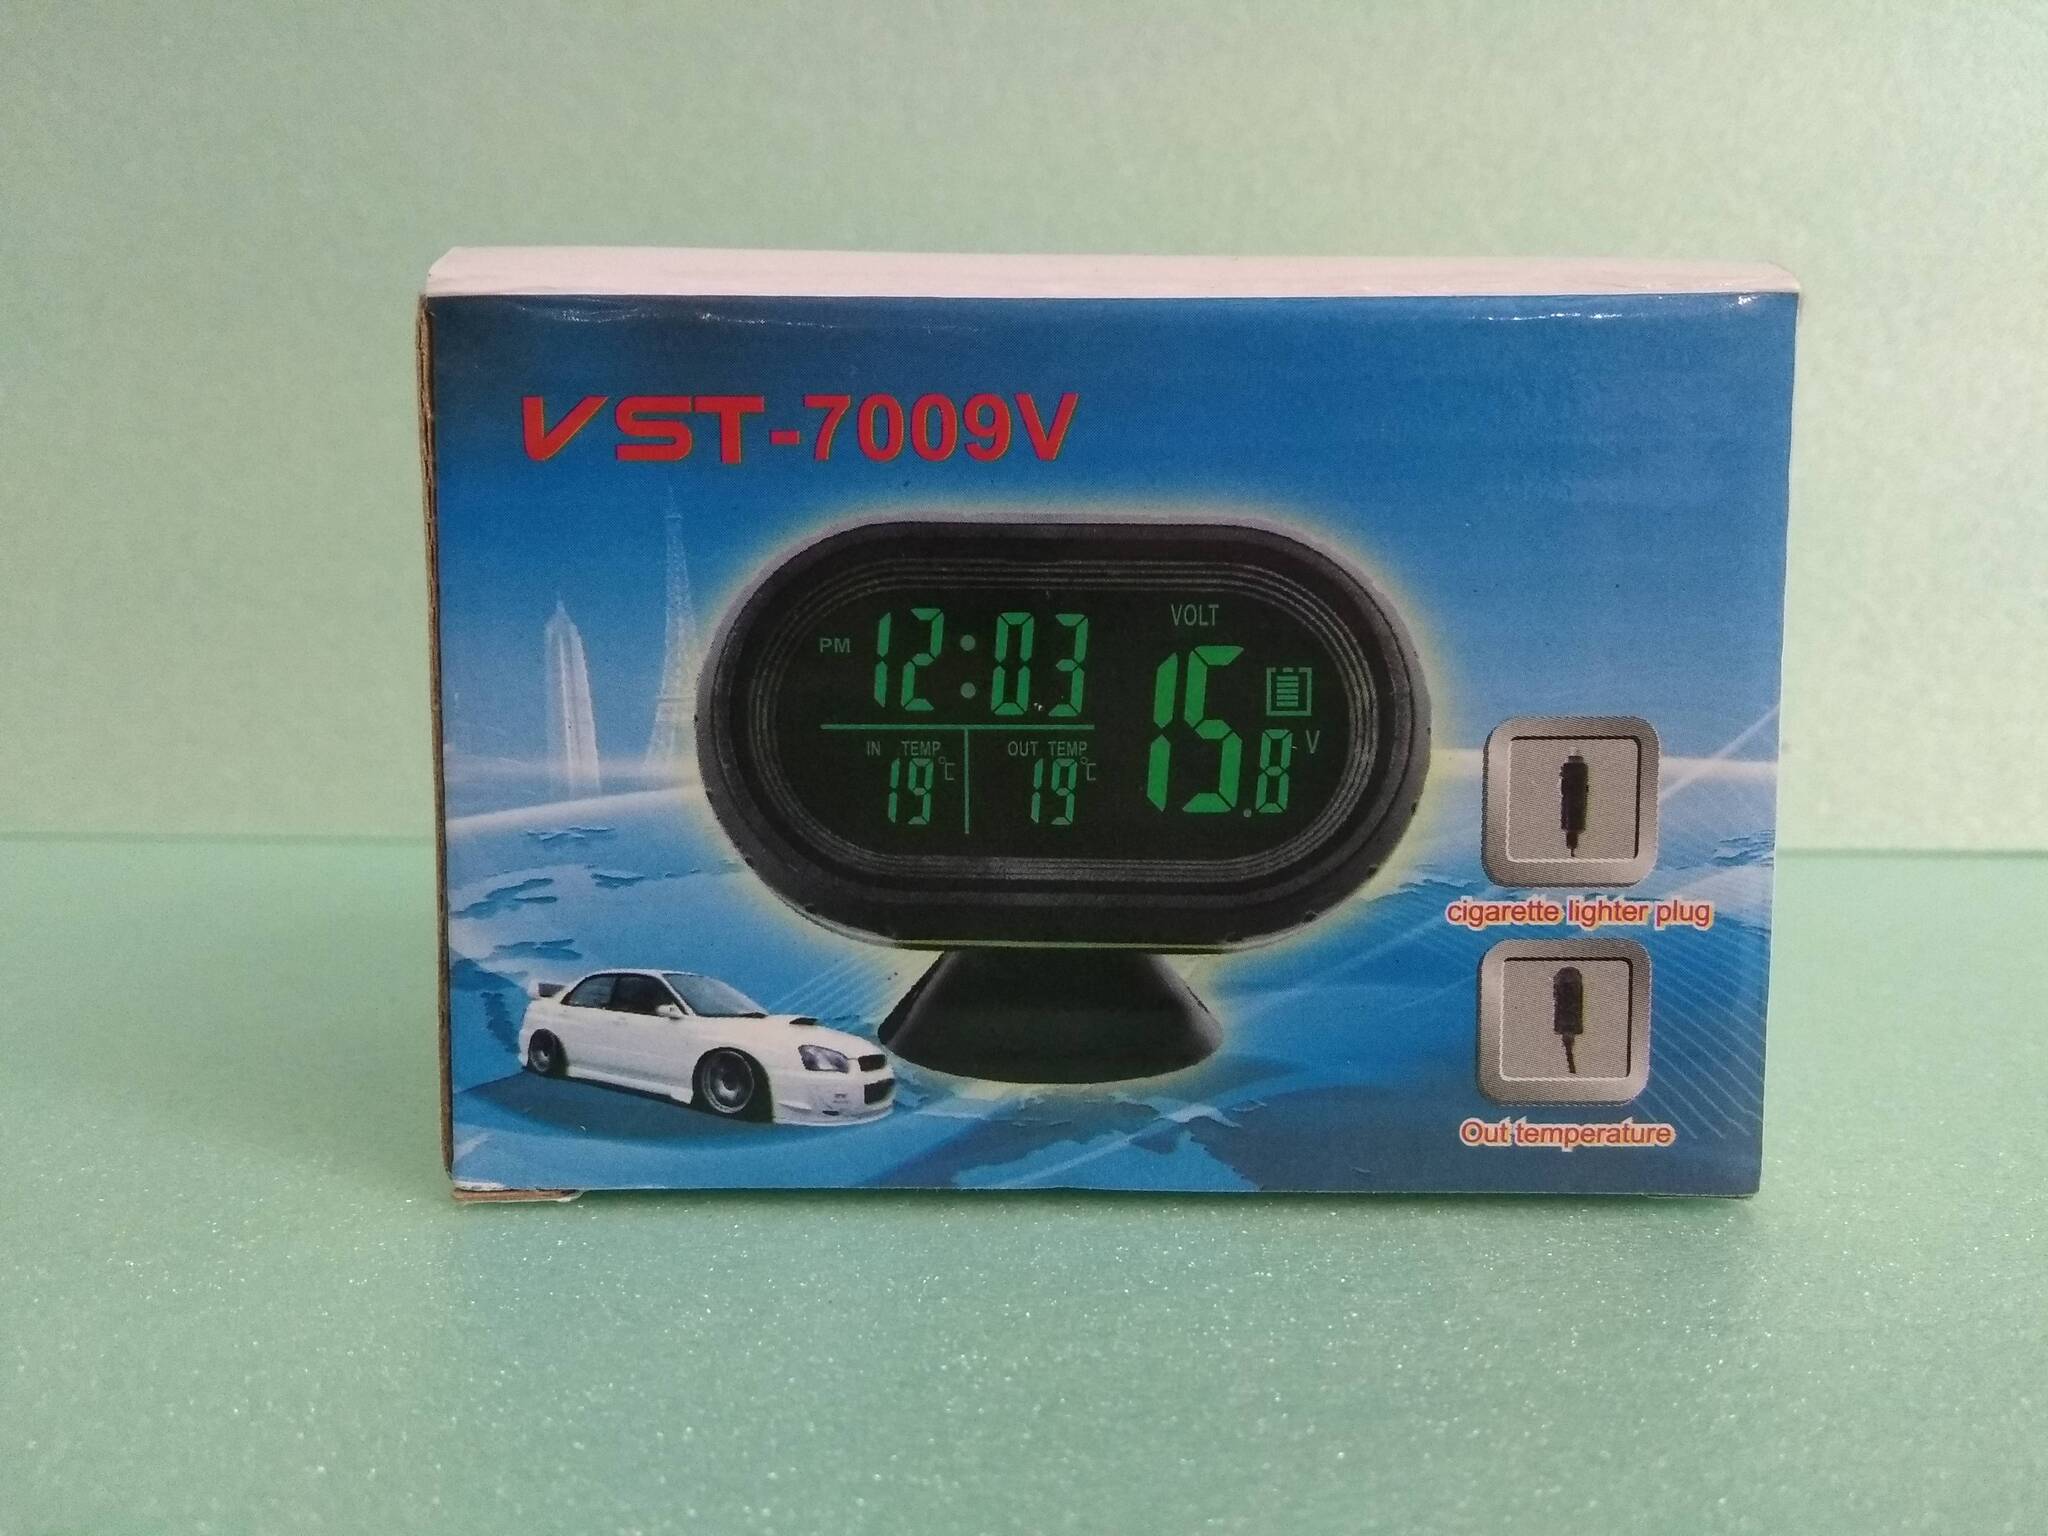 VST-7009V
PM 12:03
VOLT
15.8 V
IN TEMP
19°C
OUT TEMP
19°C
cigarette lighter plug
Out temperature